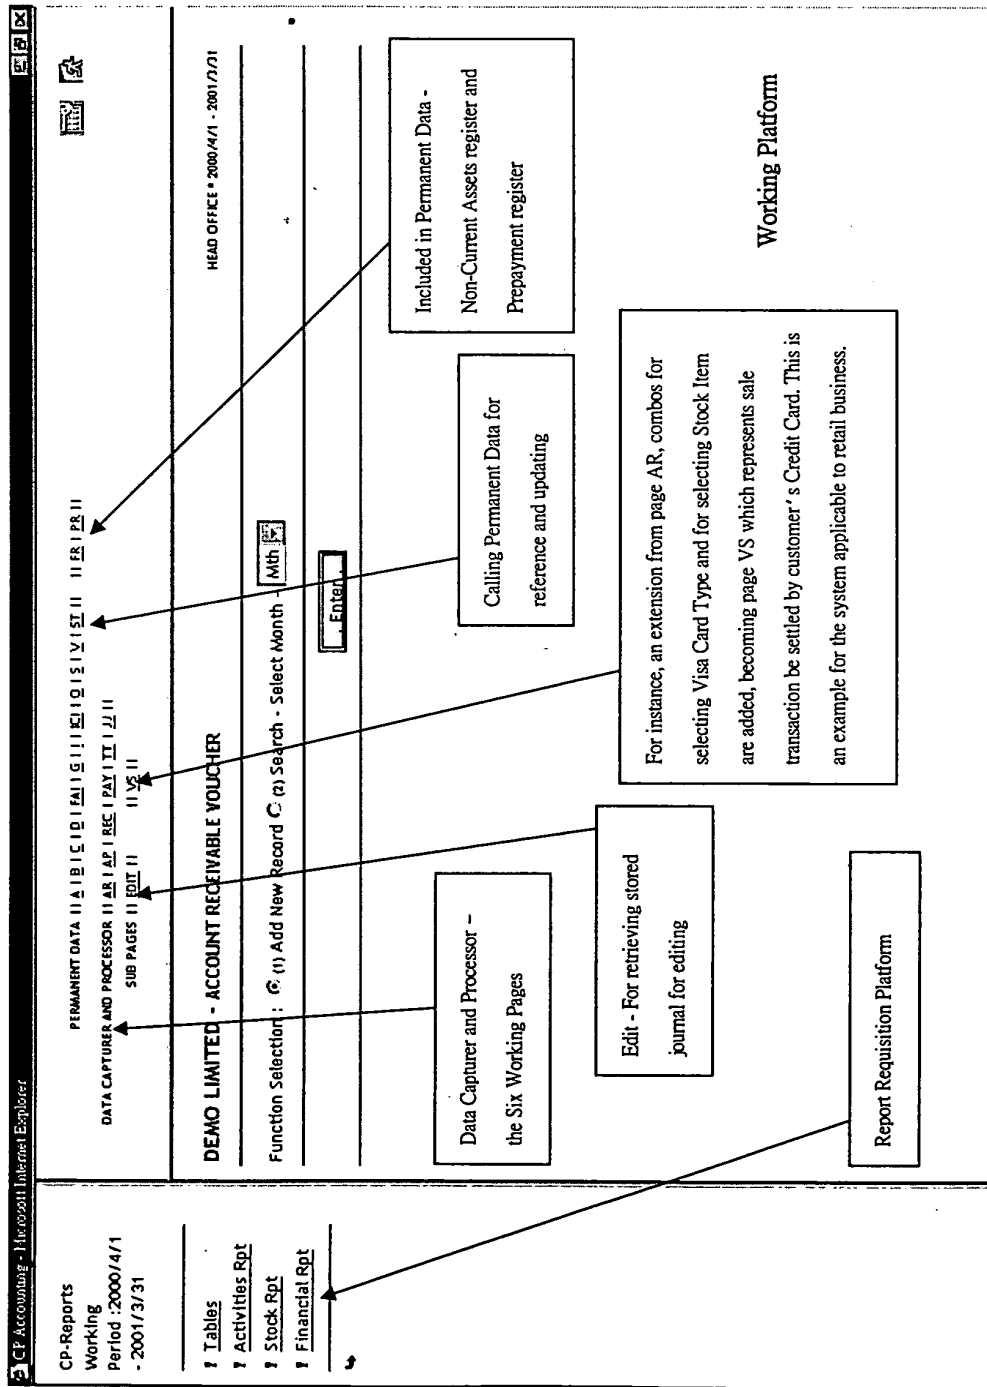 CP Accounting - Microsoft Internet Explorer
CP-Reports
Working
Period :2000/4/1
- 2001/3/31
Tables
Activities Rpt
Stock Rpt
Financial Rpt
PERMANENT DATA || A | B | C | D | FA | G | I | K | O | S | V | ST || || FR | PR ||
DATA CAPTURER AND PROCESSOR || AR | AP | REC | PAY | TT | JJ ||
SUB PAGES || EDIT || || VS ||
DEMO LIMITED - ACCOUNT RECEIVABLE VOUCHER
HEAD OFFICE * 2000/4/1 - 2001/3/31
Function Selection : (1) Add New Record (2) Search - Select Month - Mth
Enter
Data Capturer and Processor –
the Six Working Pages
Calling Permanent Data for
reference and updating
Included in Permanent Data -
Non-Current Assets register and
Prepayment register
Edit - For retrieving stored
journal for editing
For instance, an extension from page AR, combos for
selecting Visa Card Type and for selecting Stock Item
are added, becoming page VS which represents sale
transaction be settled by customer's Credit Card. This is
an example for the system applicable to retail business.
Report Requisition Platform
Working Platform